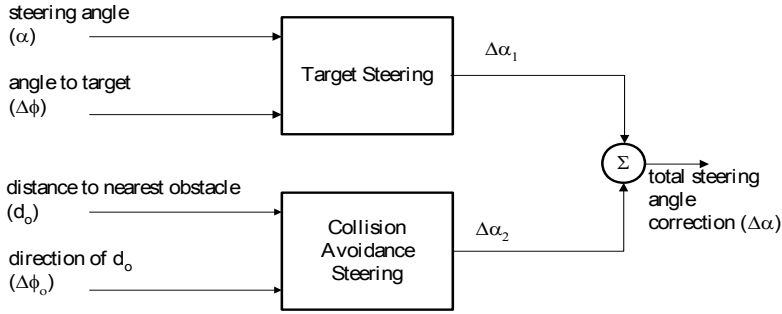 steering angle
(α)
Target Steering
Δα₁
angle to target
(Δϕ)
Σ
total steering
angle
correction (Δα)
distance to nearest obstacle
(dₒ)
Collision
Avoidance
Steering
Δα₂
direction of dₒ
(Δϕₒ)